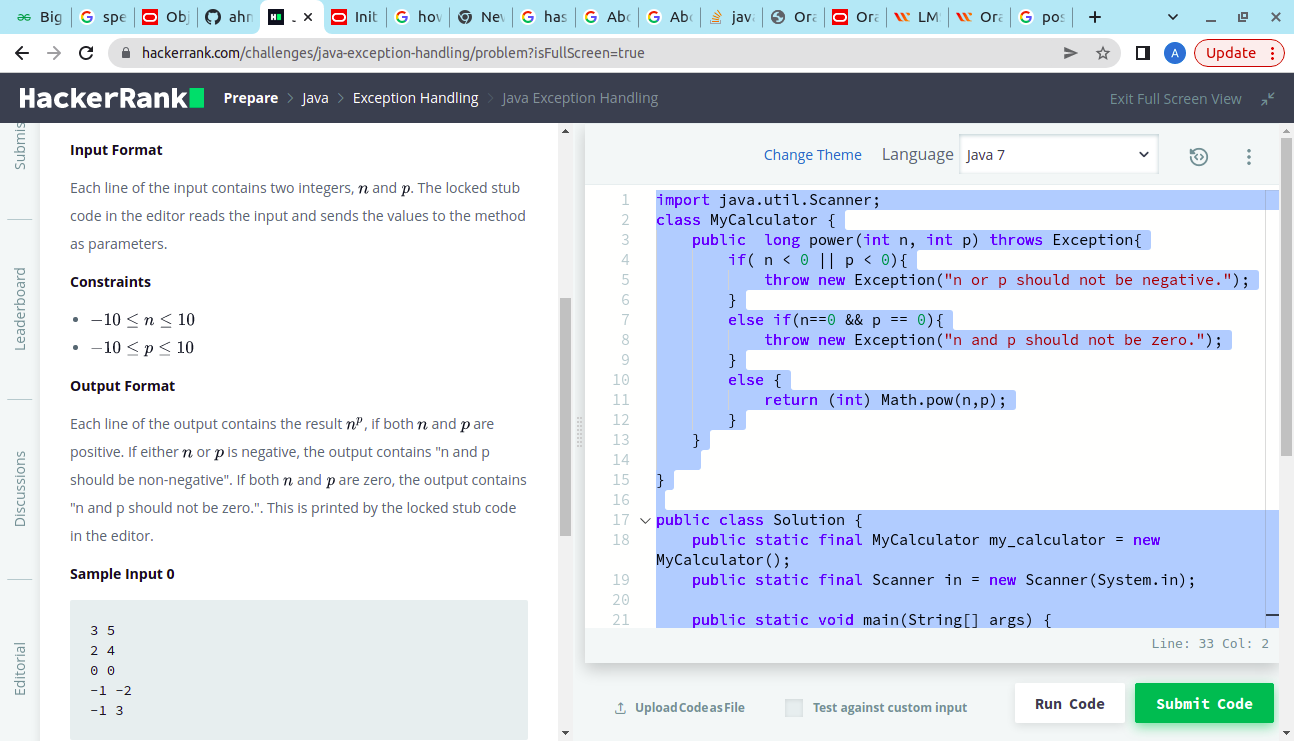 Big
spe
Obj
ahn
J
Init
hov
Nev
has
Abc
Abc
java
Ora
Ora
LM
Ora
pos
hackerrank.com/challenges/java-exception-handling/problem?isFullScreen=true
A
Update
HackerRank
Prepare > Java > Exception Handling > Java Exception Handling
Exit Full Screen View
Submis
Leaderboard
Discussions
Editorial
Input Format
Each line of the input contains two integers, n and p. The locked stub
code in the editor reads the input and sends the values to the method
as parameters.
Constraints
• −10 ≤ n ≤ 10
• −10 ≤ p ≤ 10
Output Format
Each line of the output contains the result n^p, if both n and p are
positive. If either n or p is negative, the output contains "n and p
should be non-negative". If both n and p are zero, the output contains
"n and p should not be zero.". This is printed by the locked stub code
in the editor.
Sample Input 0
3 5
2 4
0 0
-1 -2
-1 3
Change Theme
Language
Java 7
1 import java.util.Scanner;
2 class MyCalculator {
3     public  long power(int n, int p) throws Exception{
4         if( n < 0 || p < 0){
5             throw new Exception("n or p should not be negative.");
6         }
7         else if(n==0 && p == 0){
8             throw new Exception("n and p should not be zero.");
9         }
10         else {
11             return (int) Math.pow(n,p);
12         }
13     }
14
15 }
16
17 public class Solution {
18     public static final MyCalculator my_calculator = new
MyCalculator();
19     public static final Scanner in = new Scanner(System.in);
20
21     public static void main(String[] args) {
Line: 33 Col: 2
Upload Code as File
Test against custom input
Run Code
Submit Code